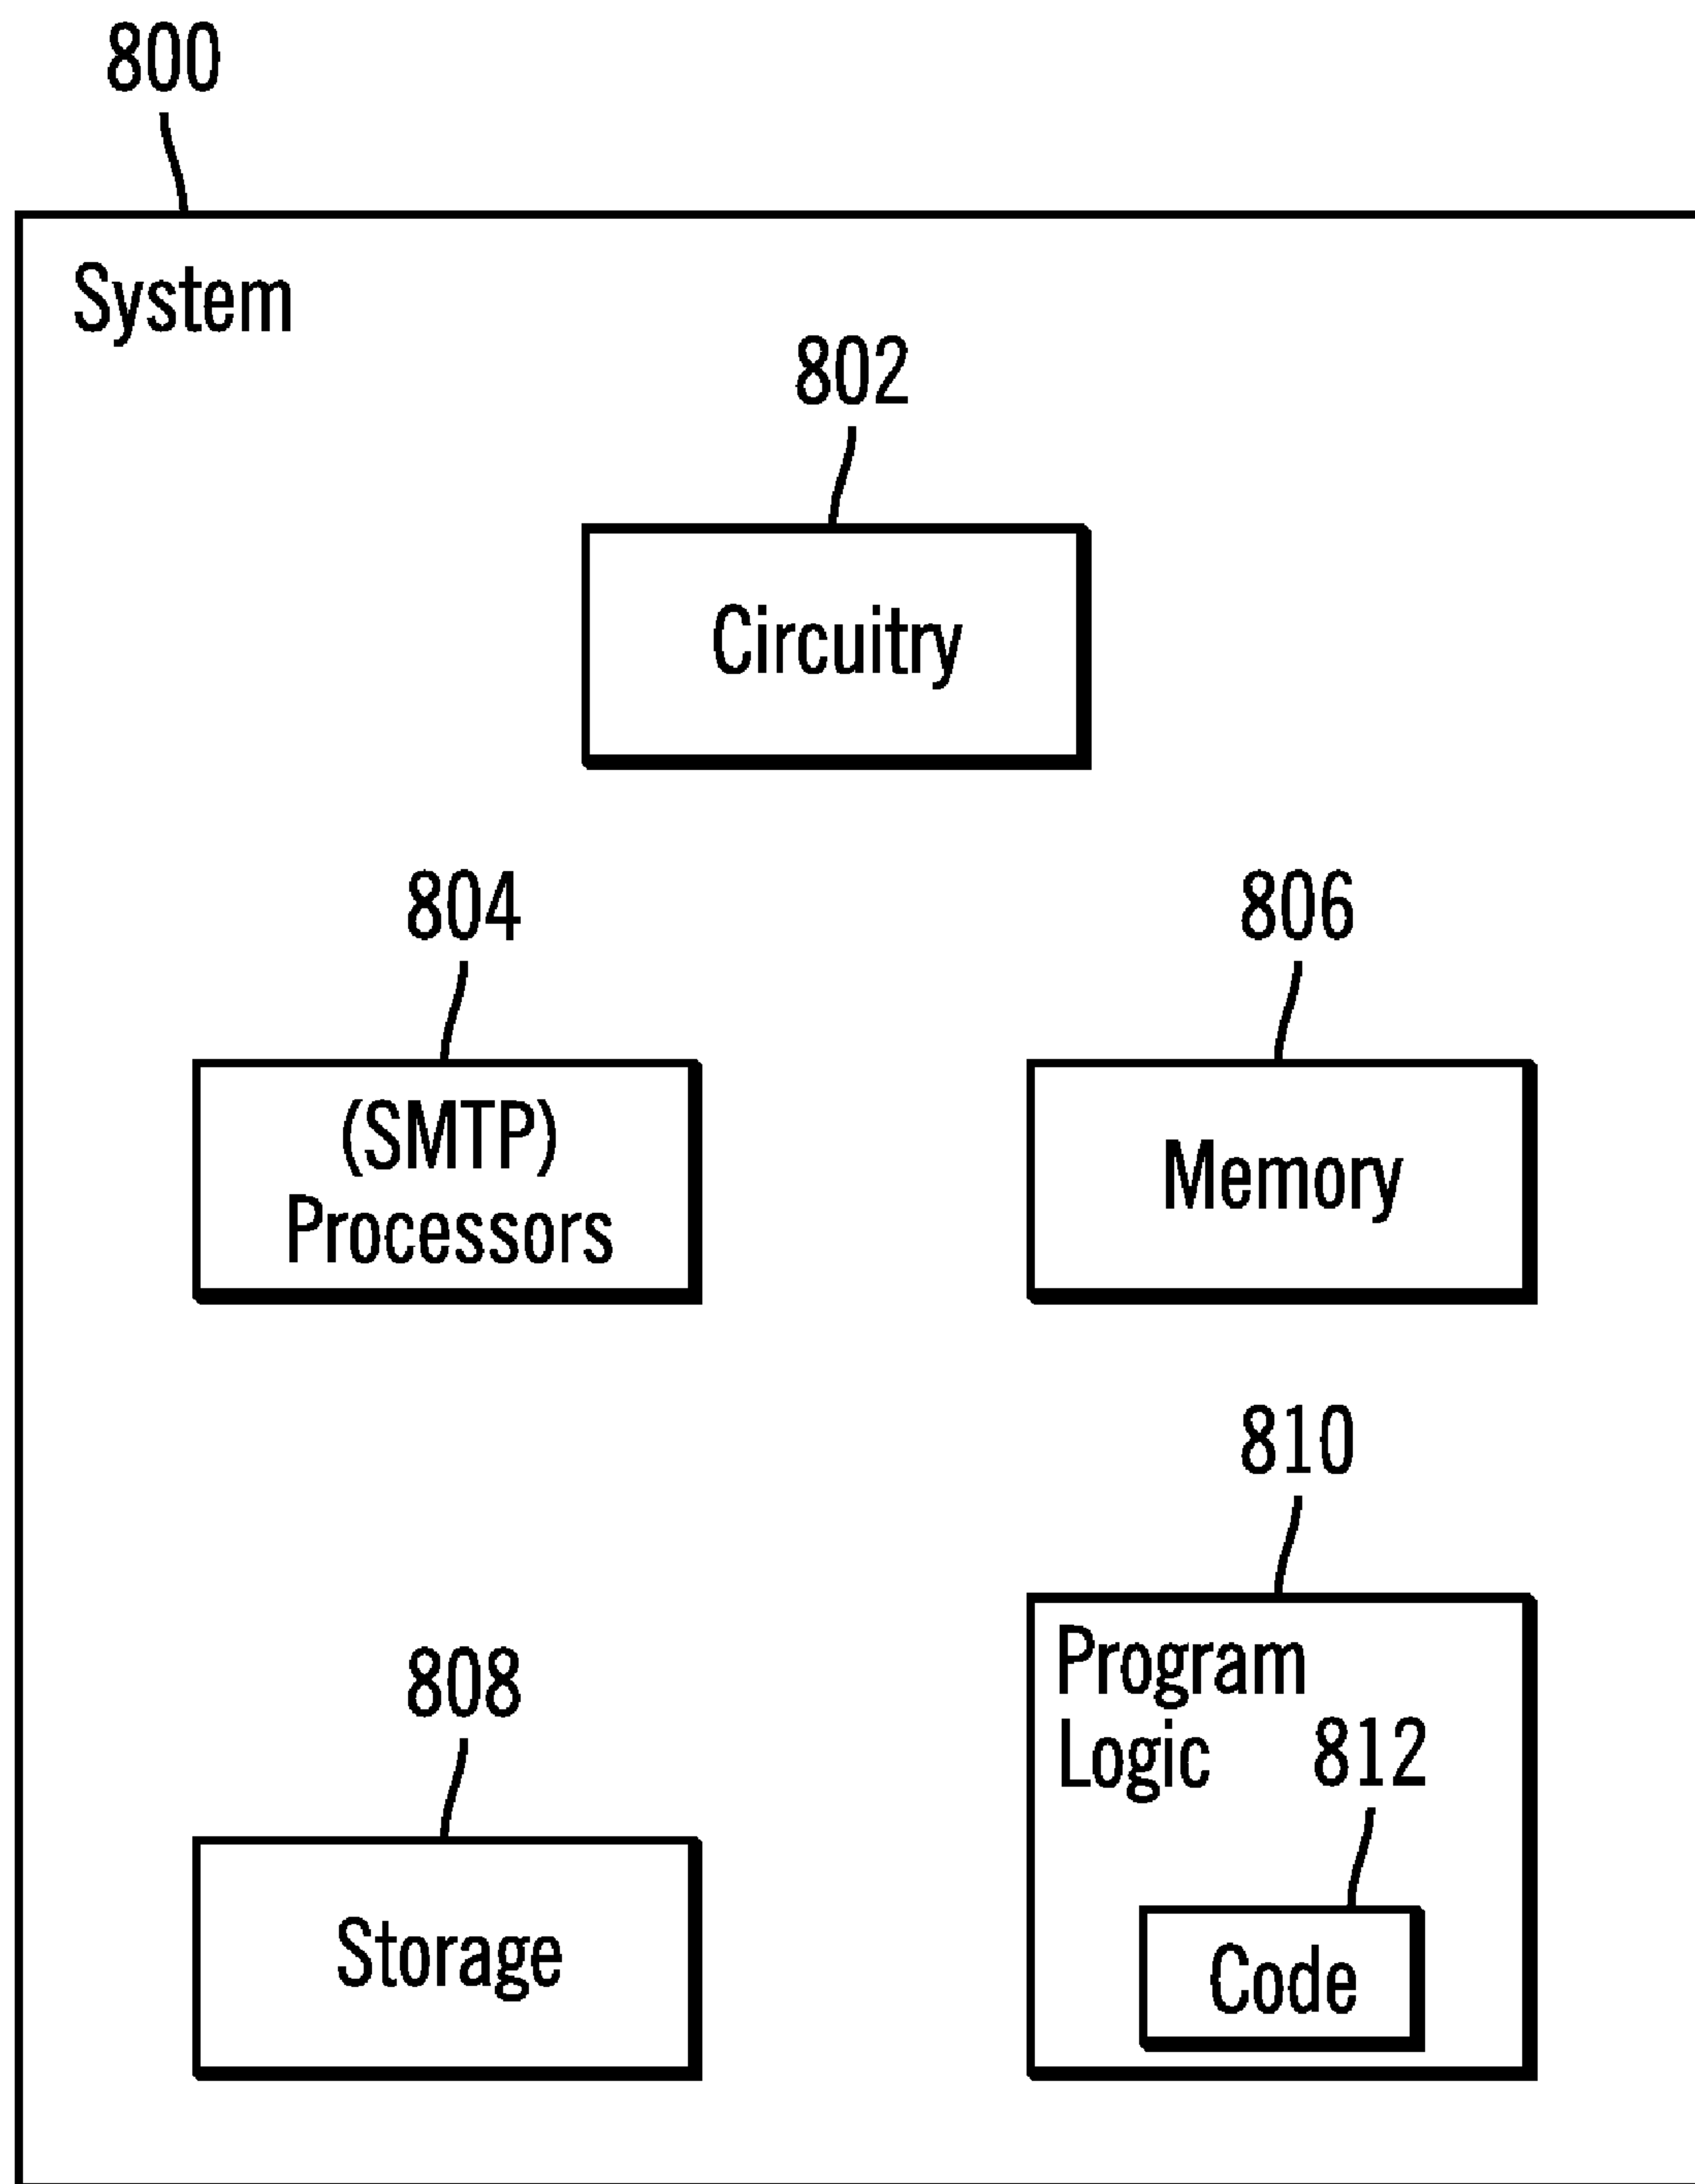 800
System
802
Circuitry
804
806
(SMTP)
Processors
Memory
810
Program
Logic
808
812
Storage
Code